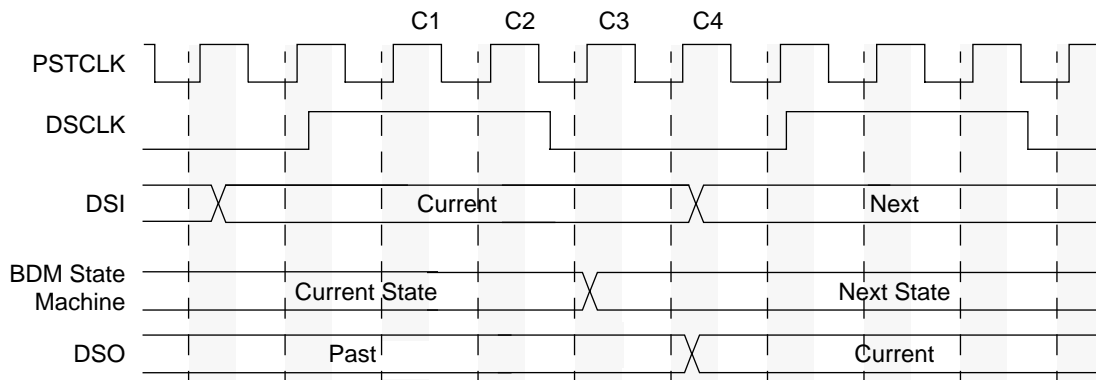 C1 C2 C3 C4
PSTCLK
DSCLK
DSI Current Next
BDM State
Machine Current State Next State
DSO Past Current